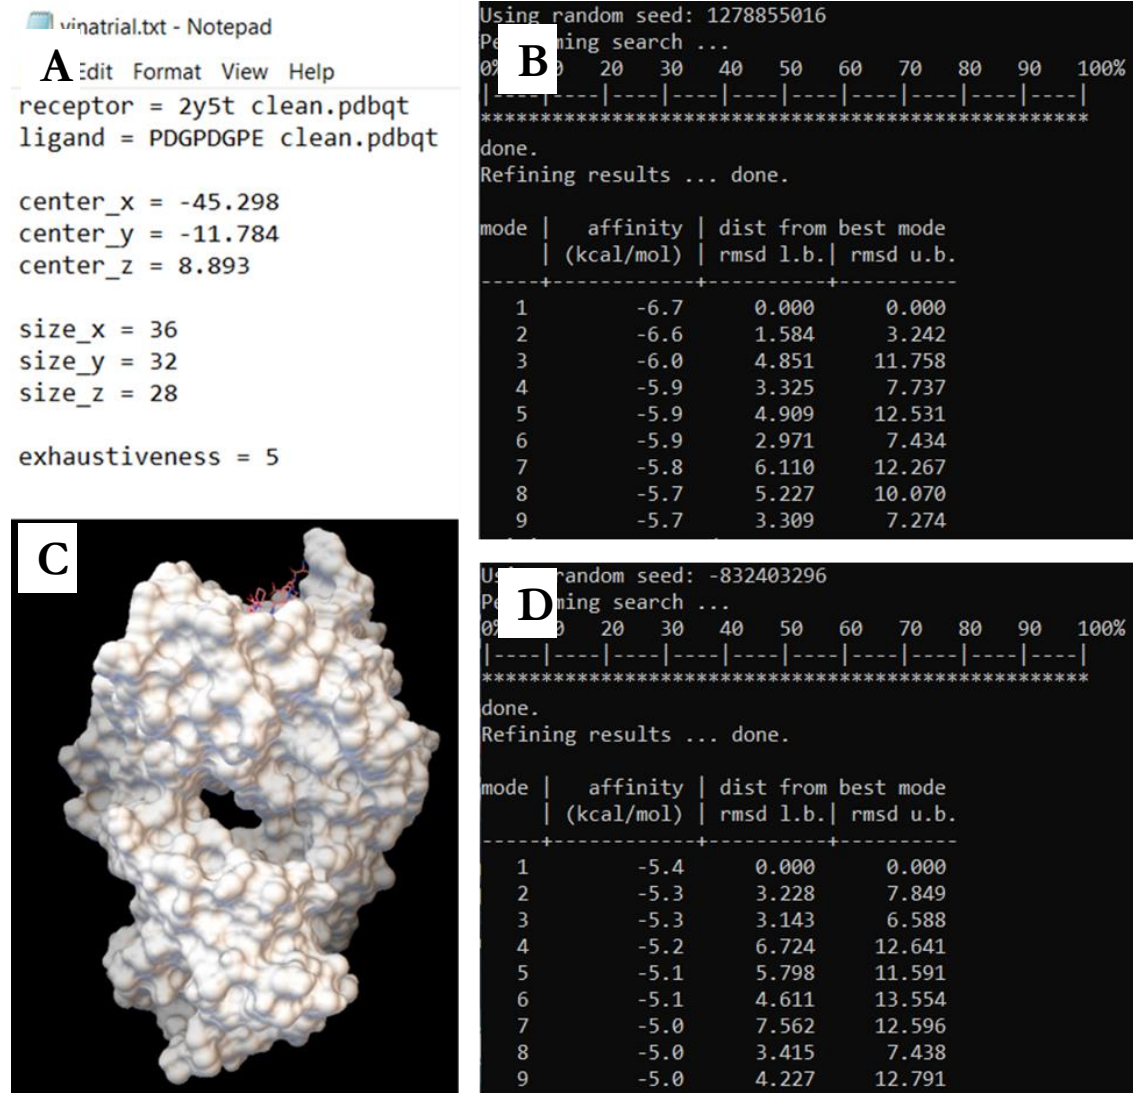 vinatrial.txt - Notepad
A Edit Format View Help
receptor = 2y5t clean.pdbqt
ligand = PDGPDGPE clean.pdbqt
center_x = -45.298
center_y = -11.784
center_z = 8.893
size_x = 36
size_y = 32
size_z = 28
exhaustiveness = 5
B
Using random seed: 1278855016
ming search ...
0% 20 30 40 50 60 70 80 90 100%
|----|----|----|----|----|----|----|----|----|----|
***************************************************
done.
Refining results ... done.
mode | affinity | dist from best mode
| (kcal/mol) | rmsd l.b.| rmsd u.b.
-----+------------+----------+----------
1 -6.7 0.000 0.000
2 -6.6 1.584 3.242
3 -6.0 4.851 11.758
4 -5.9 3.325 7.737
5 -5.9 4.909 12.531
6 -5.9 2.971 7.434
7 -5.8 6.110 12.267
8 -5.7 5.227 10.070
9 -5.7 3.309 7.274
C
D
random seed: -832403296
ming search ...
20 30 40 50 60 70 80 90 100%
|----|----|----|----|----|----|----|----|----|----|
***************************************************
done.
Refining results ... done.
mode | affinity | dist from best mode
| (kcal/mol) | rmsd l.b.| rmsd u.b.
-----+------------+----------+----------
1 -5.4 0.000 0.000
2 -5.3 3.228 7.849
3 -5.3 3.143 6.588
4 -5.2 6.724 12.641
5 -5.1 5.798 11.591
6 -5.1 4.611 13.554
7 -5.0 7.562 12.596
8 -5.0 3.415 7.438
9 -5.0 4.227 12.791